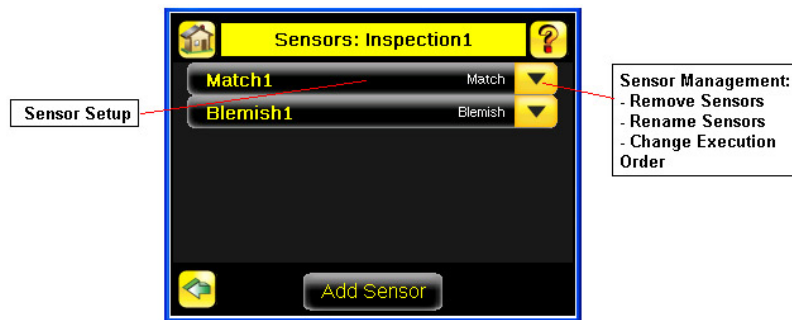 Sensors: Inspection1
?
Match1 Match
Blemish1 Blemish
Add Sensor
Sensor Setup
Sensor Management:
- Remove Sensors
- Rename Sensors
- Change Execution
Order